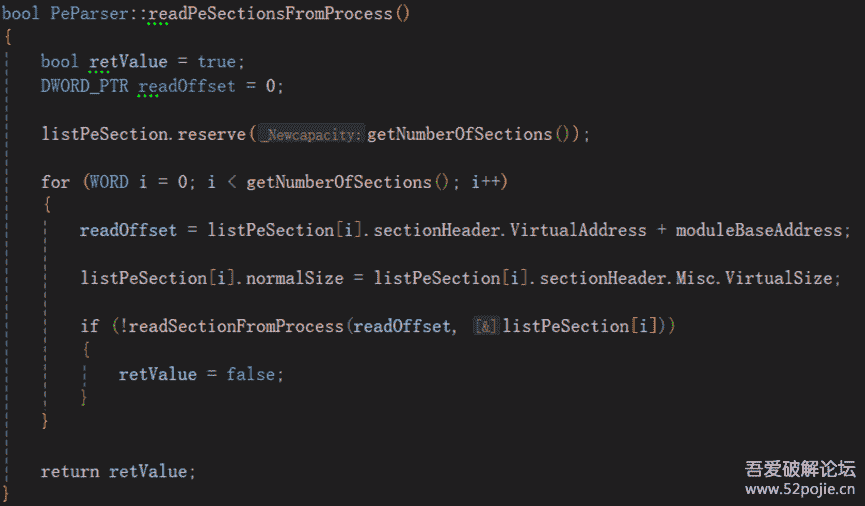 bool PeParser::readPeSectionsFromProcess()
{
bool retValue = true;
DWORD_PTR readOffset = 0;
listPeSection.reserve(_Newcapacity:getNumberOfSections());
for (WORD i = 0; i < getNumberOfSections(); i++)
{
readOffset = listPeSection[i].sectionHeader.VirtualAddress + moduleBaseAddress;
listPeSection[i].normalSize = listPeSection[i].sectionHeader.Misc.VirtualSize;
if (!readSectionFromProcess(readOffset, [&]listPeSection[i]))
{
retValue = false;
}
}
return retValue;
}
吾爱破解论坛
www.52pojie.cn